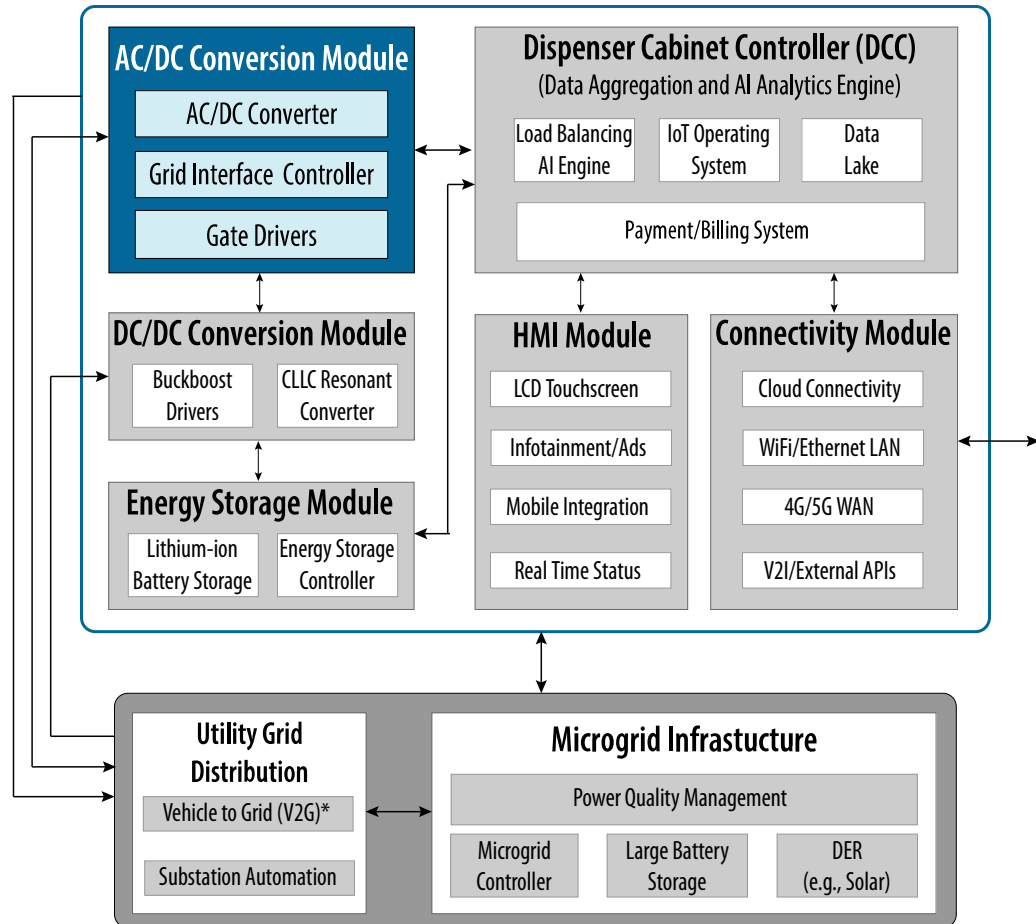 AC/DC Conversion Module
AC/DC Converter
Grid Interface Controller
Gate Drivers
Dispenser Cabinet Controller (DCC)
(Data Aggregation and AI Analytics Engine)
Load Balancing
AI Engine
IoT Operating
System
Data
Lake
Payment/Billing System
DC/DC Conversion Module
Buckboost
Drivers
CLLC Resonant
Converter
Energy Storage Module
Lithium-ion
Battery Storage
Energy Storage
Controller
HMI Module
LCD Touchscreen
Infotainment/Ads
Mobile Integration
Real Time Status
Connectivity Module
Cloud Connectivity
WiFi/Ethernet LAN
4G/5G WAN
V2I/External APIs
Utility Grid
Distribution
Vehicle to Grid (V2G)*
Substation Automation
Microgrid Infrastucture
Power Quality Management
Microgrid
Controller
Large Battery
Storage
DER
(e.g., Solar)